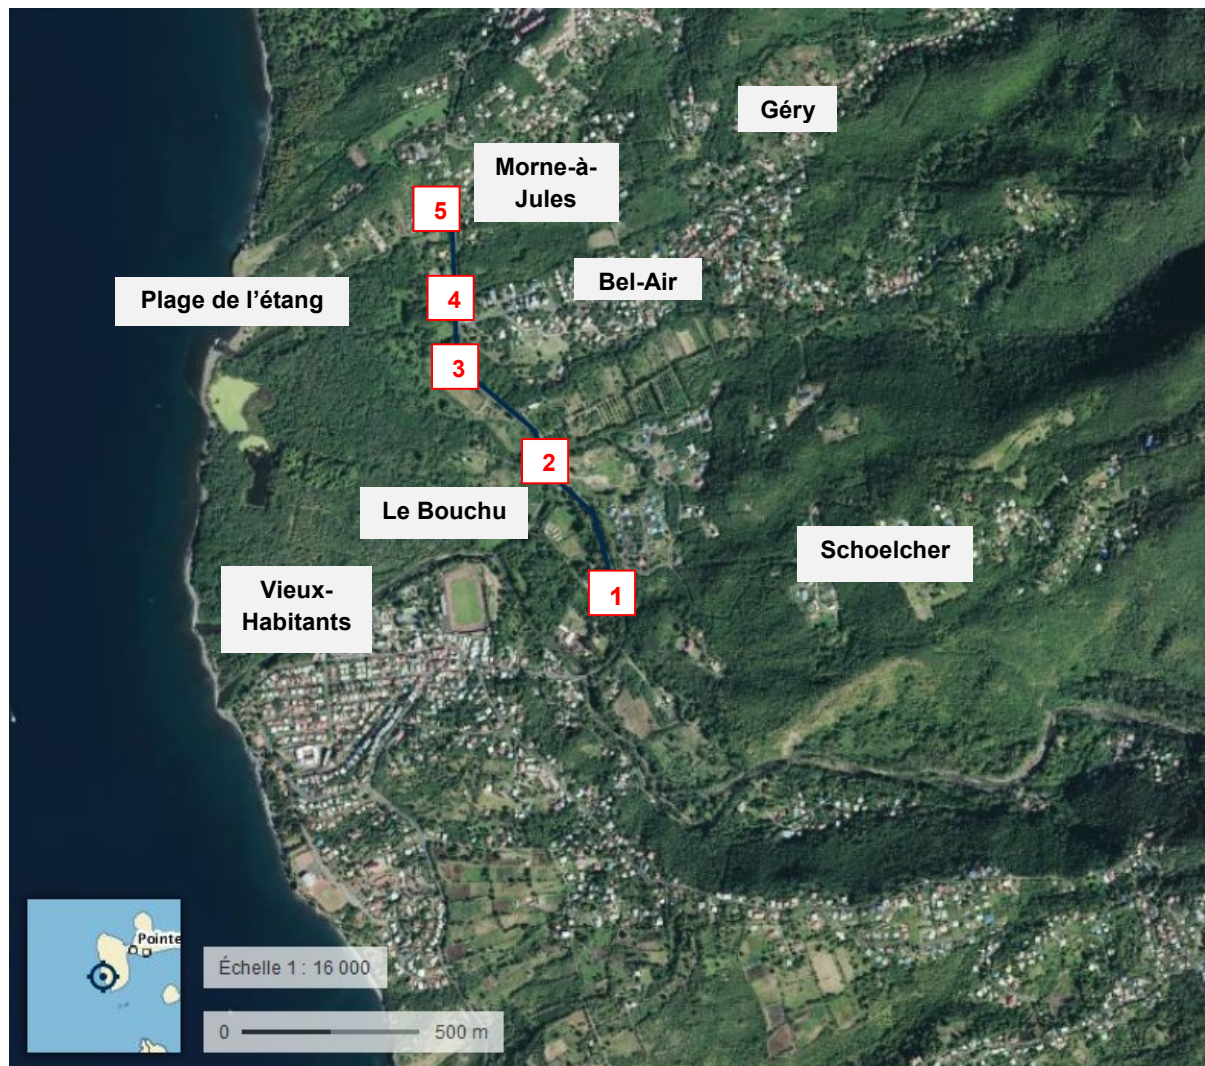 Géry
Morne-à-
Jules
5
Bel-Air
4
Plage de l'étang
3
2
Le Bouchu
Schoelcher
Vieux-
Habitants
1
Pointe
Échelle 1 : 16 000
0 500 m